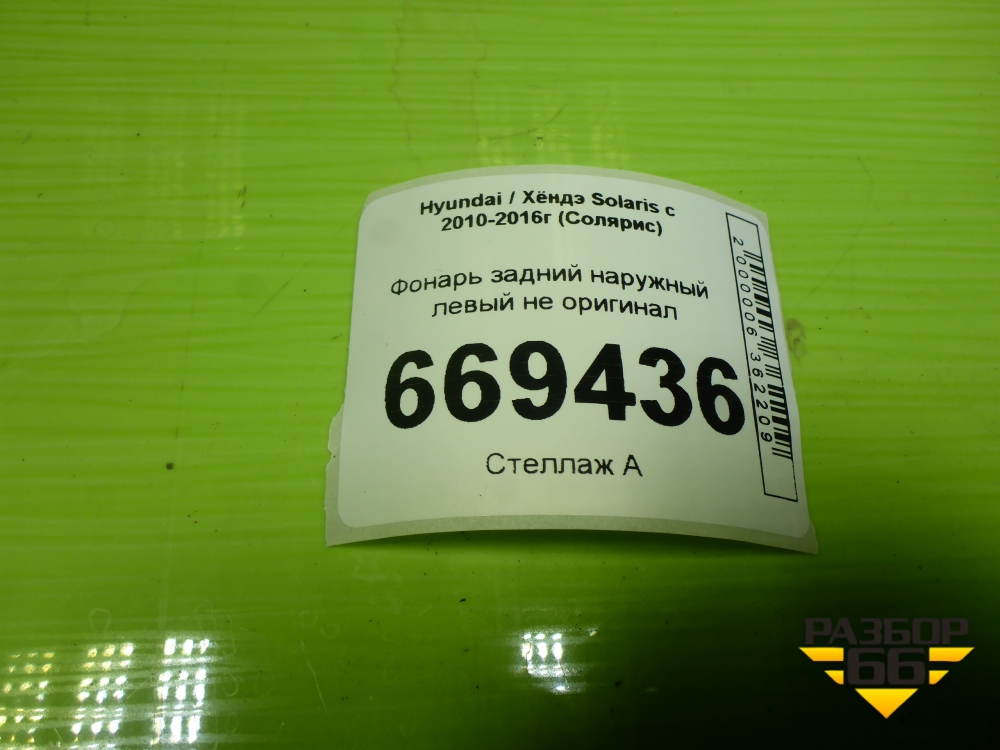 Hyundai / Хёндэ Solaris с
2010-2016г (Солярис)
Фонарь задний наружный
левый не оригинал
669436
Стеллаж А
2000006362209
РАЗБОР
66